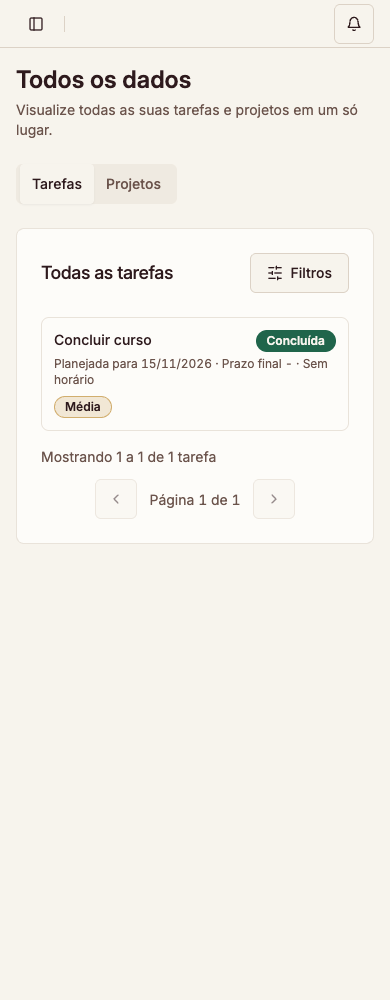 Todos os dados
Visualize todas as suas tarefas e projetos em um só
lugar.
Tarefas
Projetos
Todas as tarefas
Filtros
Concluir curso
Concluída
Planejada para 15/11/2026 · Prazo final - · Sem
horário
Média
Mostrando 1 a 1 de 1 tarefa
Página 1 de 1